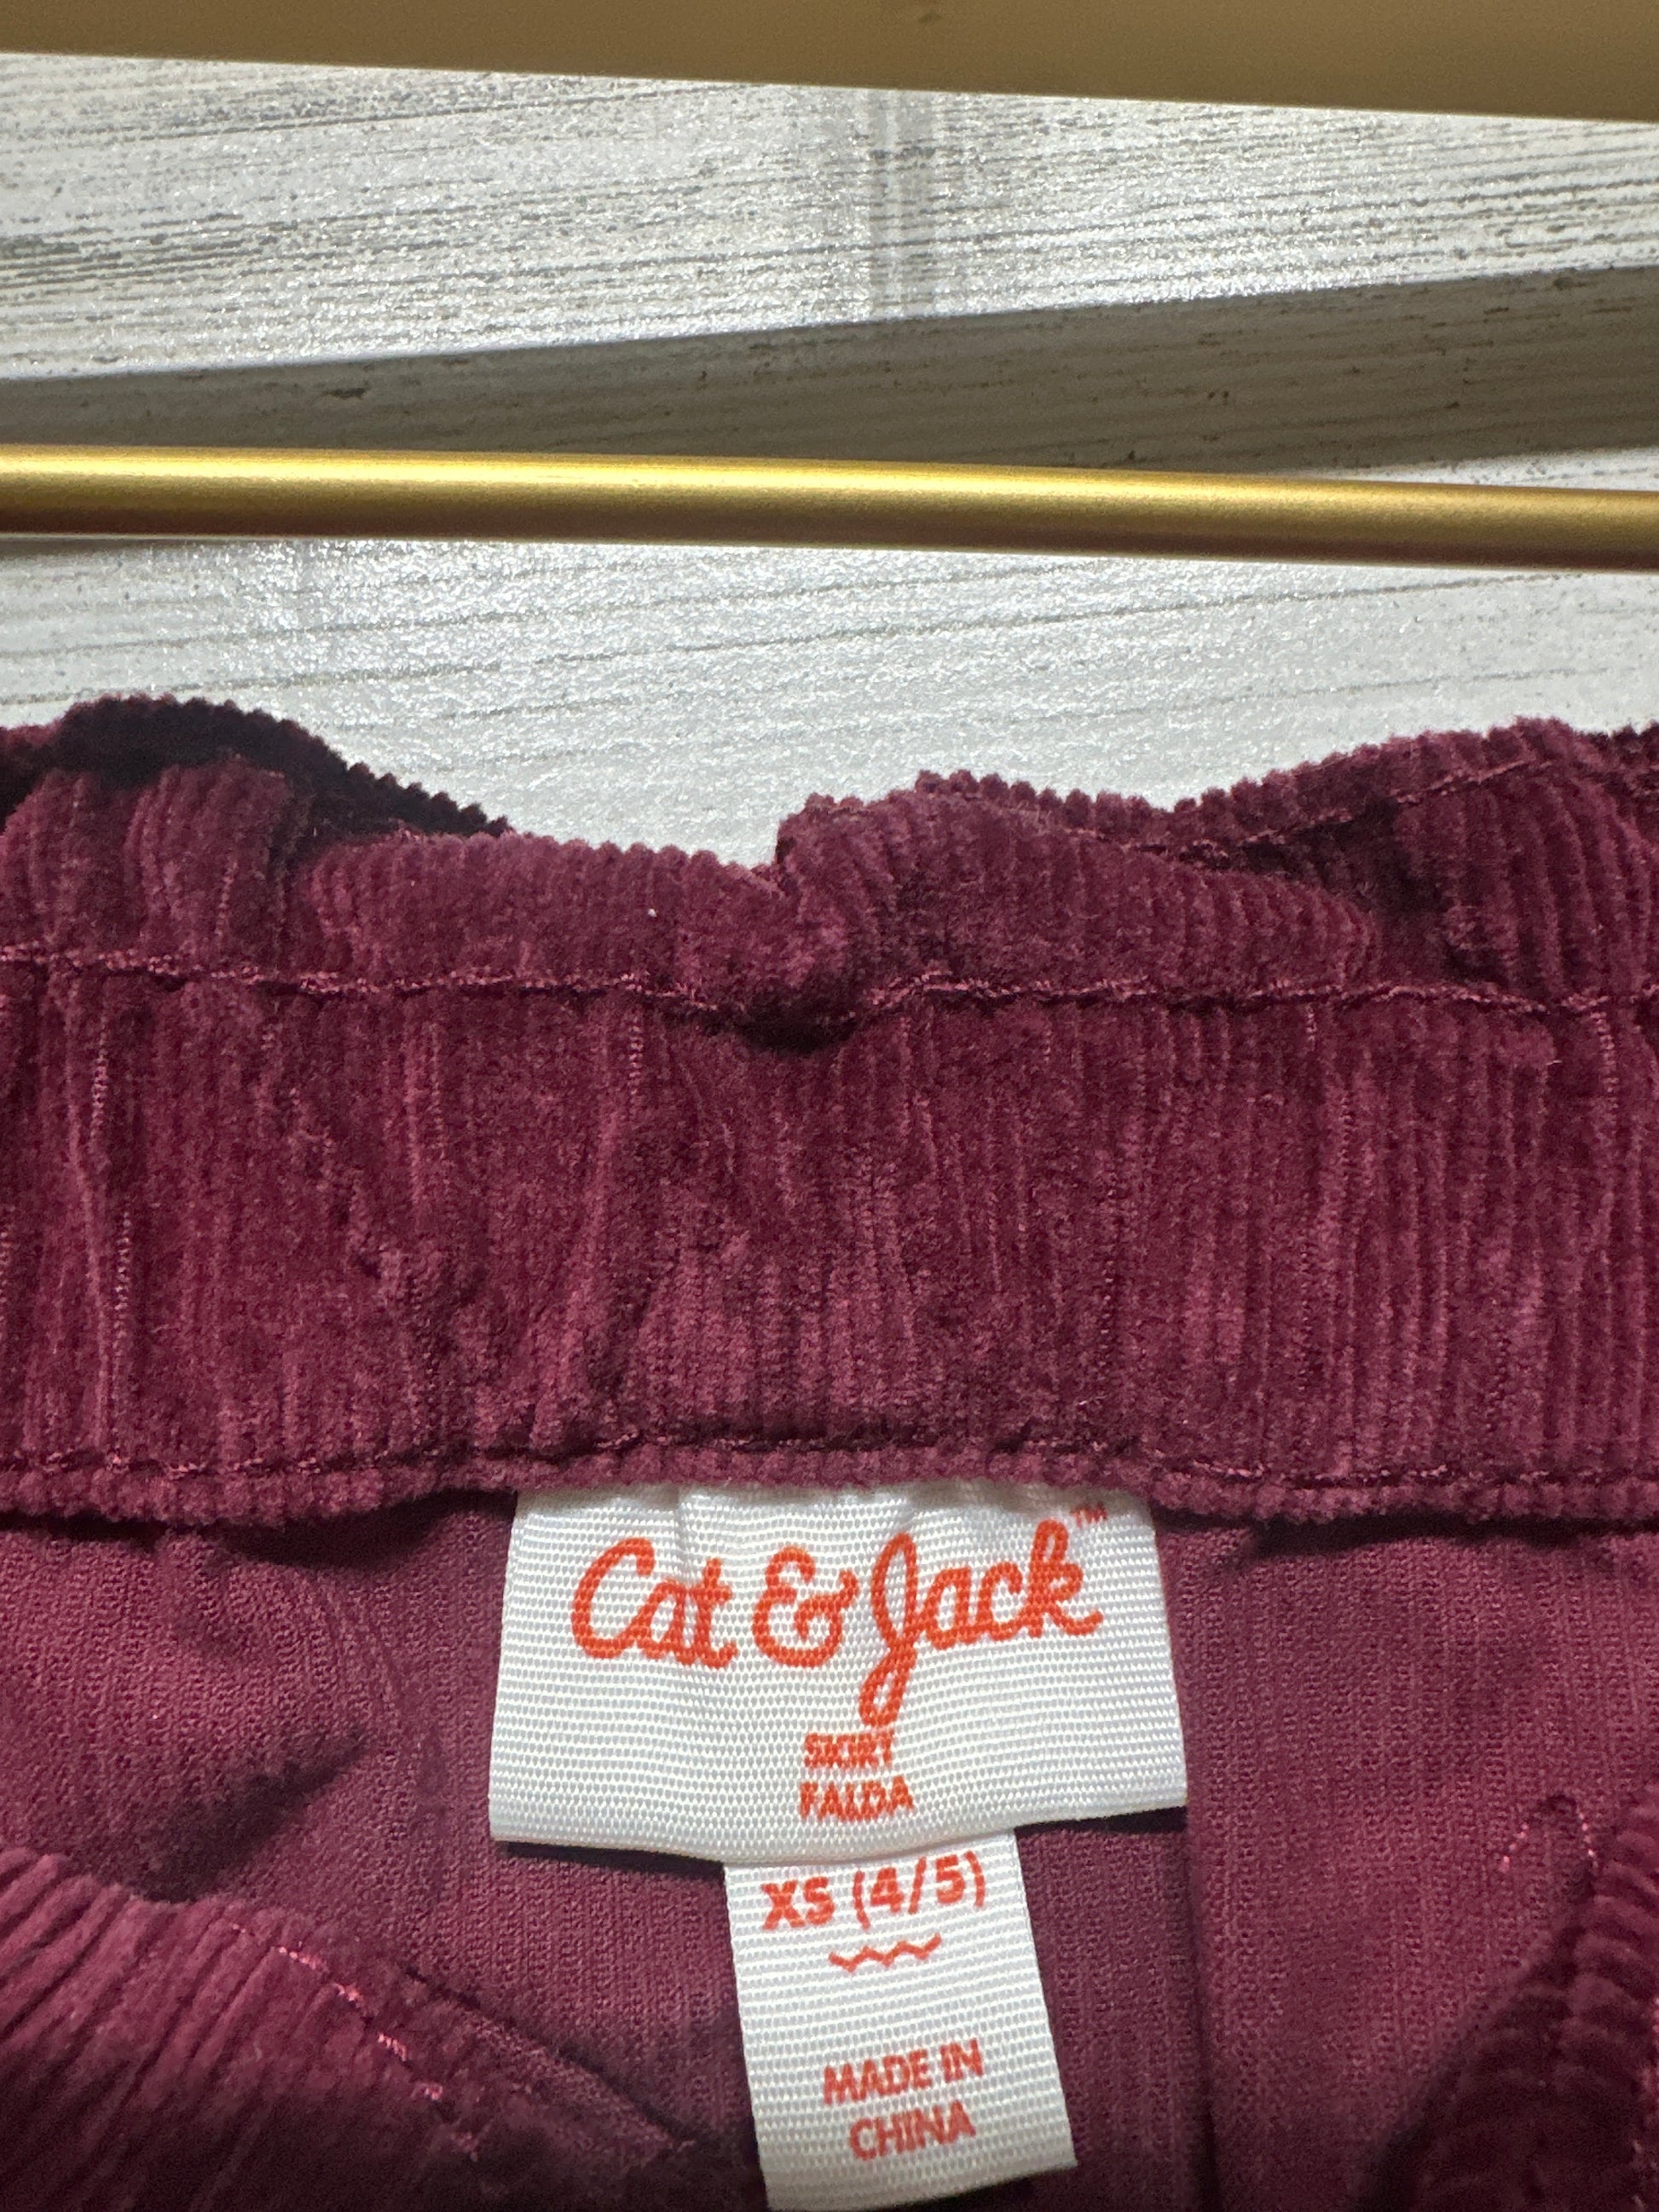 Cat & Jack™
SKIRT
FALDA
XS (4/5)
MADE IN
CHINA